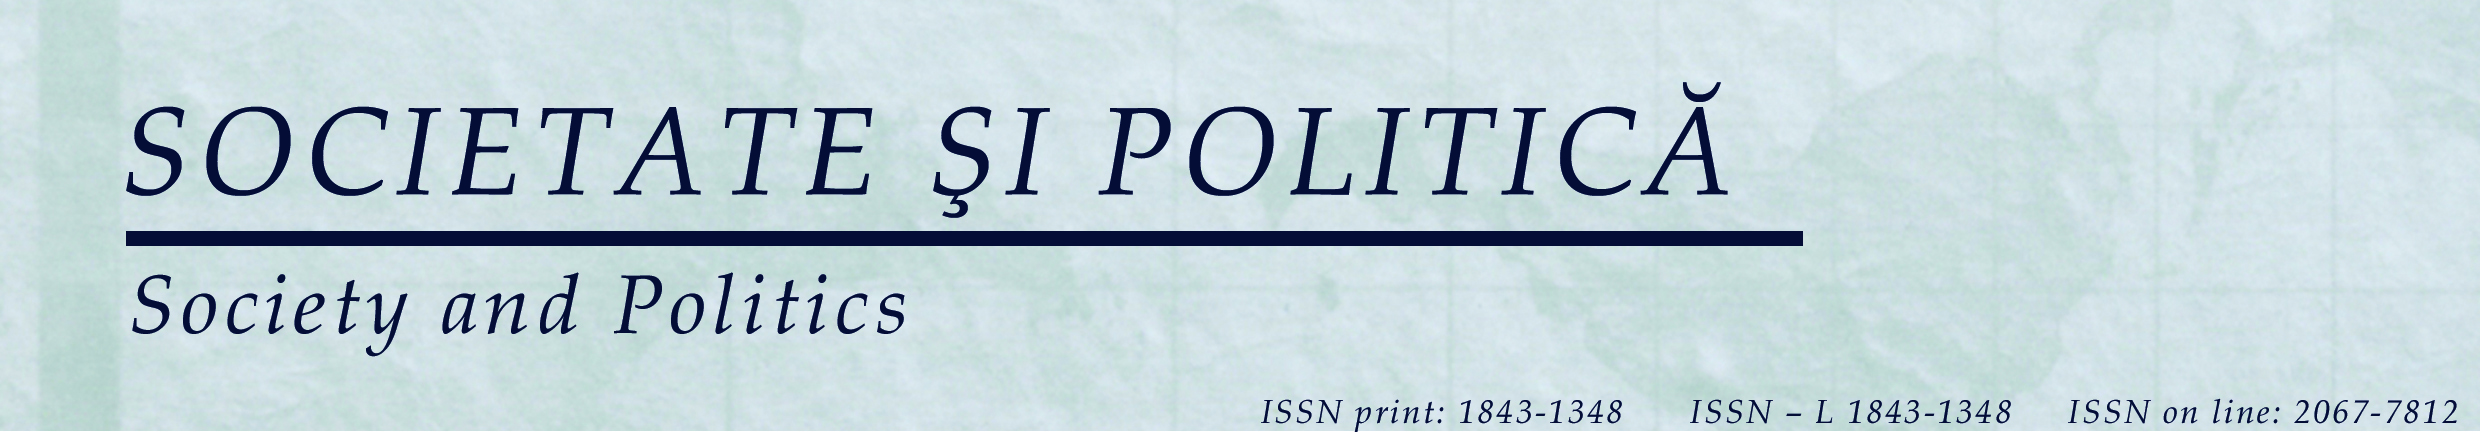 SOCIETATE ŞI POLITICĂ
Society and Politics
ISSN print: 1843-1348 ISSN – L 1843-1348 ISSN on line: 2067-7812